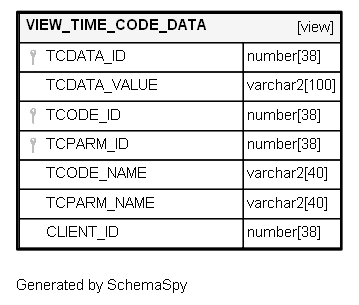 VIEW_TIME_CODE_DATA [view]
TCDATA_ID number[38]
TCDATA_VALUE varchar2[100]
TCODE_ID number[38]
TCPARM_ID number[38]
TCODE_NAME varchar2[40]
TCPARM_NAME varchar2[40]
CLIENT_ID number[38]
Generated by SchemaSpy